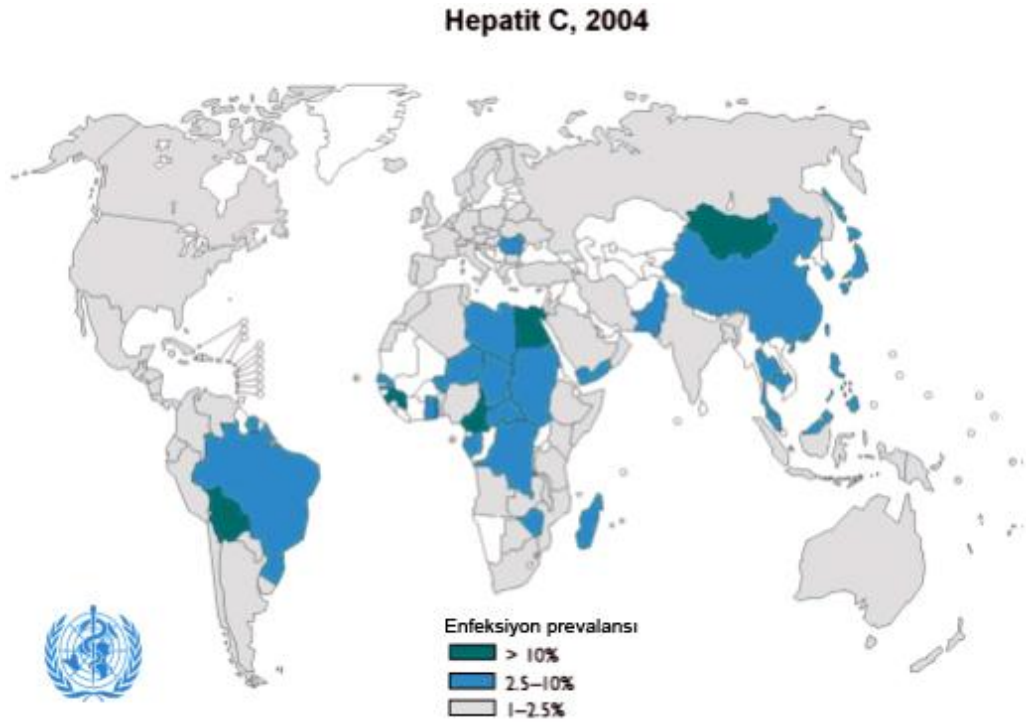 Hepatit C, 2004
Enfeksiyon prevalansı
> 10%
2.5–10%
1–2.5%